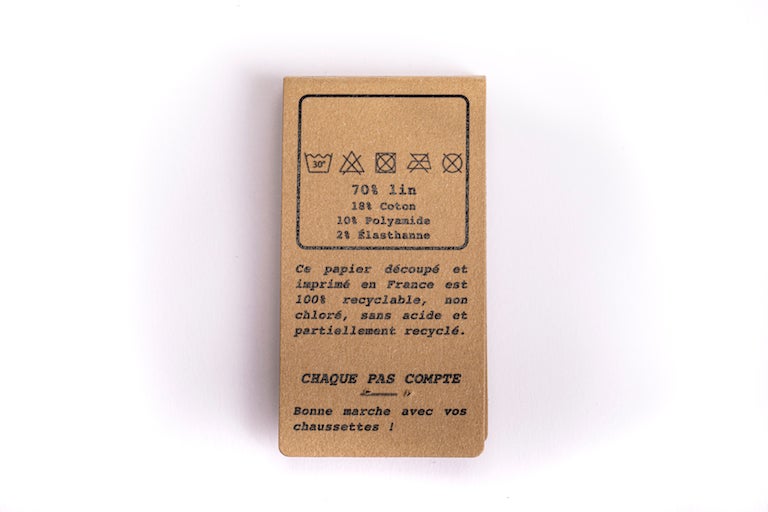 30°
70% lin
18% Coton
10% Polyamide
2% Élasthanne
Ce papier découpé et
imprimé en France est
100% recyclable, non
chloré, sans acide et
partiellement recyclé.
CHAQUE PAS COMPTE
Bonne marche avec vos
chaussettes !